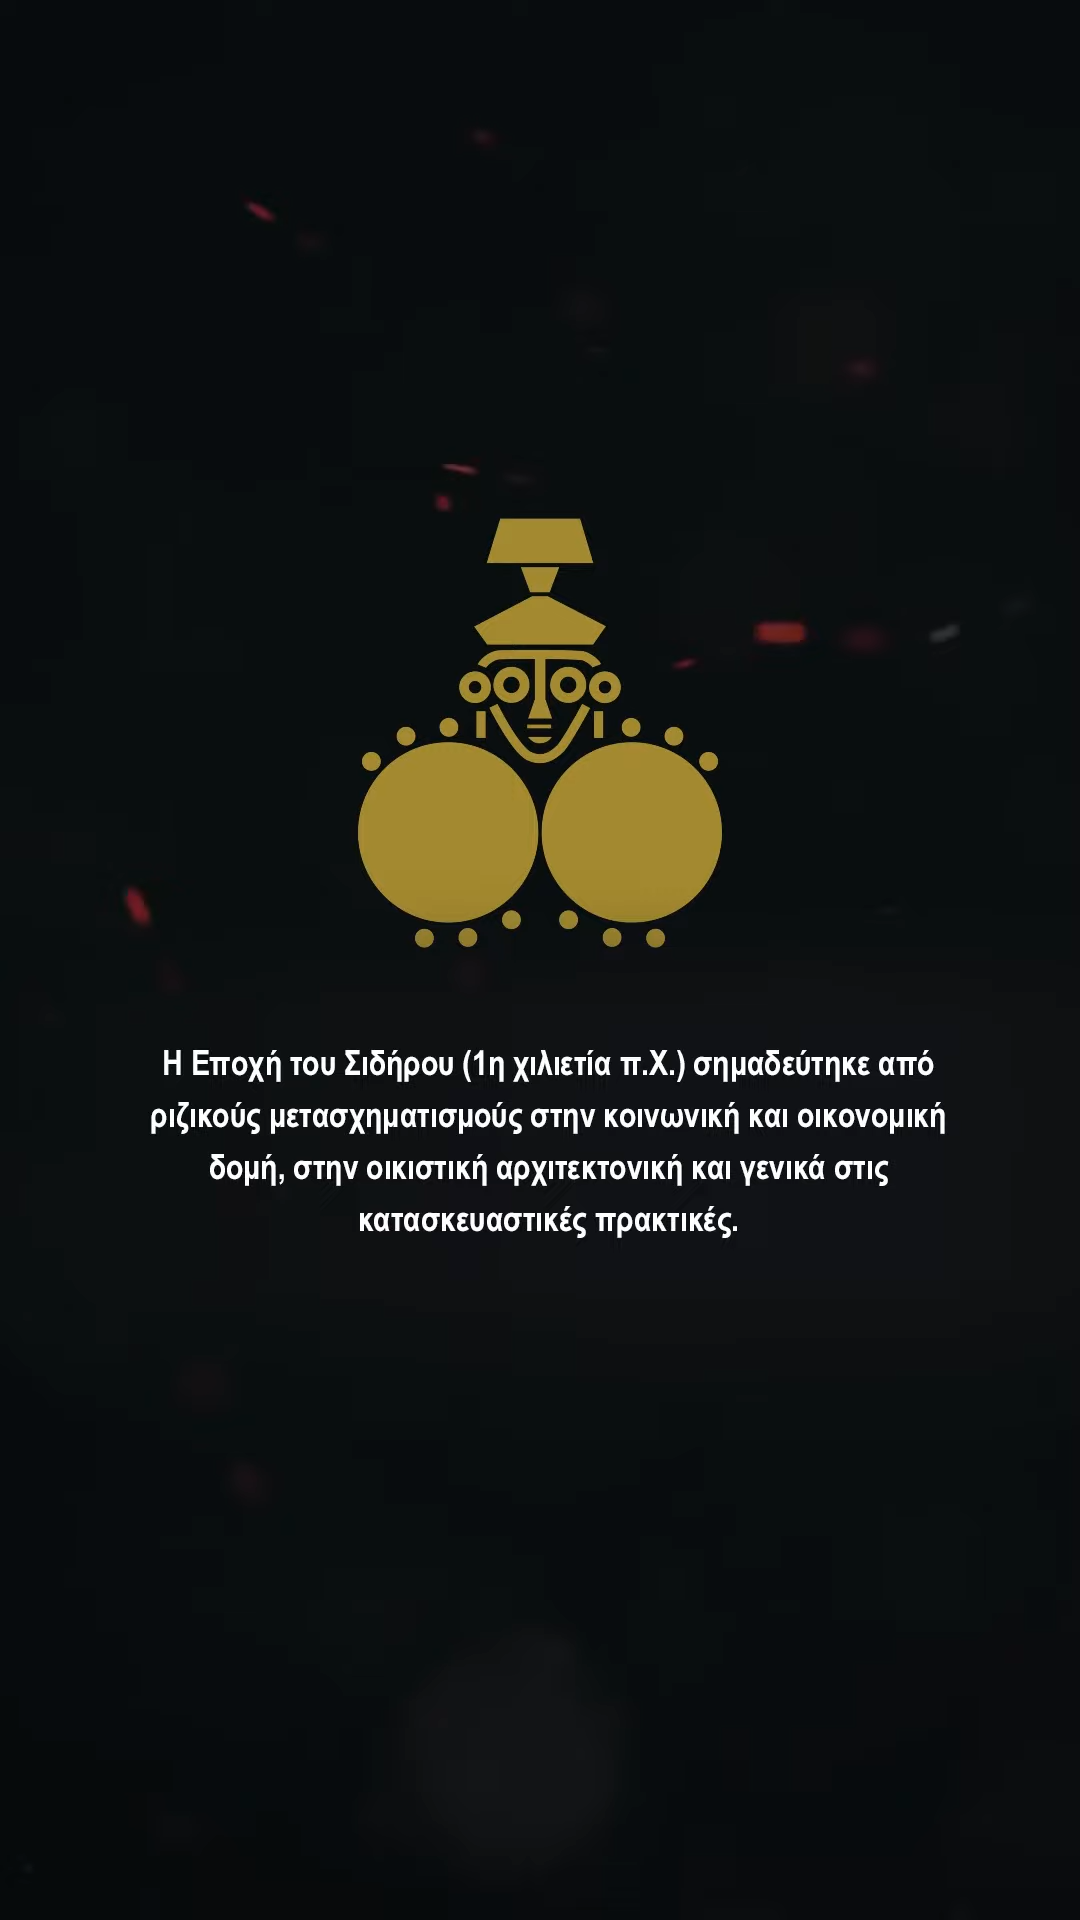 Η Εποχή του Σιδήρου (1η χιλιετία π.Χ.) σημαδεύτηκε από
ριζικούς μετασχηματισμούς στην κοινωνική και οικονομική
δομή, στην οικιστική αρχιτεκτονική και γενικά στις
κατασκευαστικές πρακτικές.